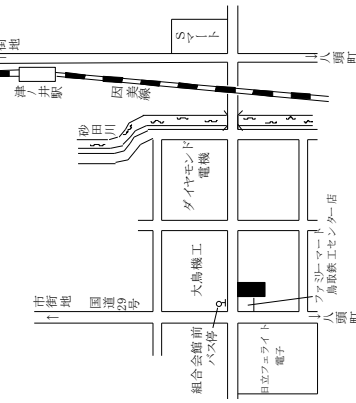 街地
Sマート
八頭町
津ノ井駅
因美線
砂田川
ダイヤモンド
電機
大鳥機工
市街地
国道
29
号
組合会館前
バス停
日立フェライト
電子
ファミリーマート
鳥取鉄工センター店
八頭町